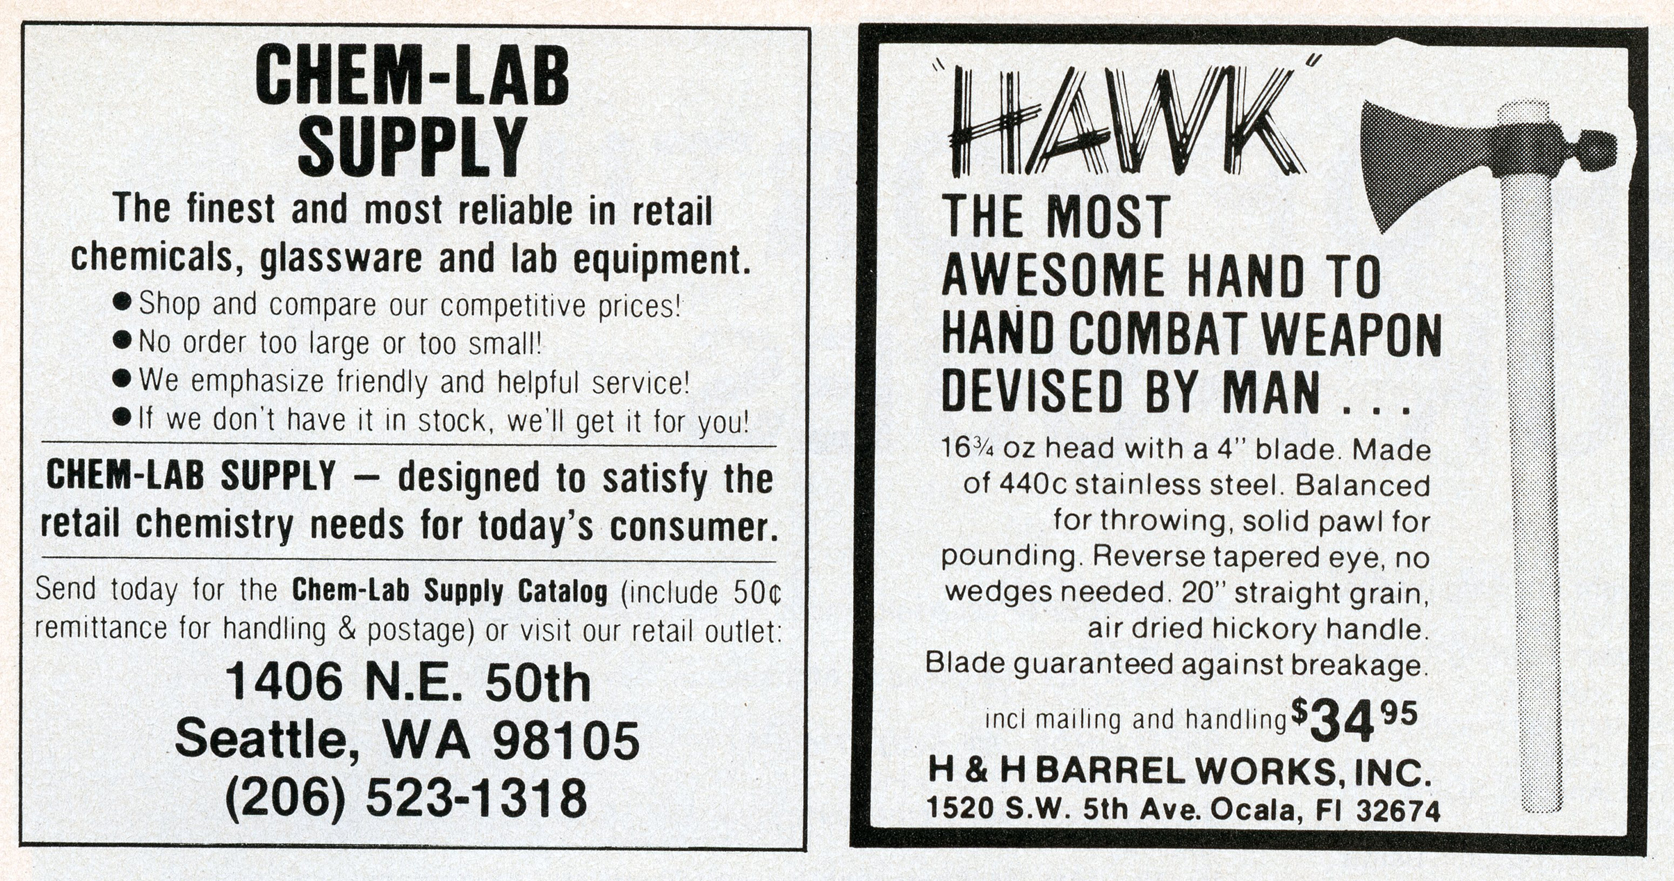 CHEM-LAB
SUPPLY
The finest and most reliable in retail
chemicals, glassware and lab equipment.
● Shop and compare our competitive prices!
● No order too large or too small!
● We emphasize friendly and helpful service!
● If we don't have it in stock, we'll get it for you!
CHEM-LAB SUPPLY — designed to satisfy the
retail chemistry needs for today's consumer.
Send today for the Chem-Lab Supply Catalog (include 50¢
remittance for handling & postage) or visit our retail outlet:
1406 N.E. 50th
Seattle, WA 98105
(206) 523-1318
"HAWK"
THE MOST
AWESOME HAND TO
HAND COMBAT WEAPON
DEVISED BY MAN . . .
16¾ oz head with a 4" blade. Made
of 440c stainless steel. Balanced
for throwing, solid pawl for
pounding. Reverse tapered eye, no
wedges needed. 20" straight grain,
air dried hickory handle.
Blade guaranteed against breakage.
incl mailing and handling $34 95
H & H BARREL WORKS, INC.
1520 S.W. 5th Ave. Ocala, Fl 32674